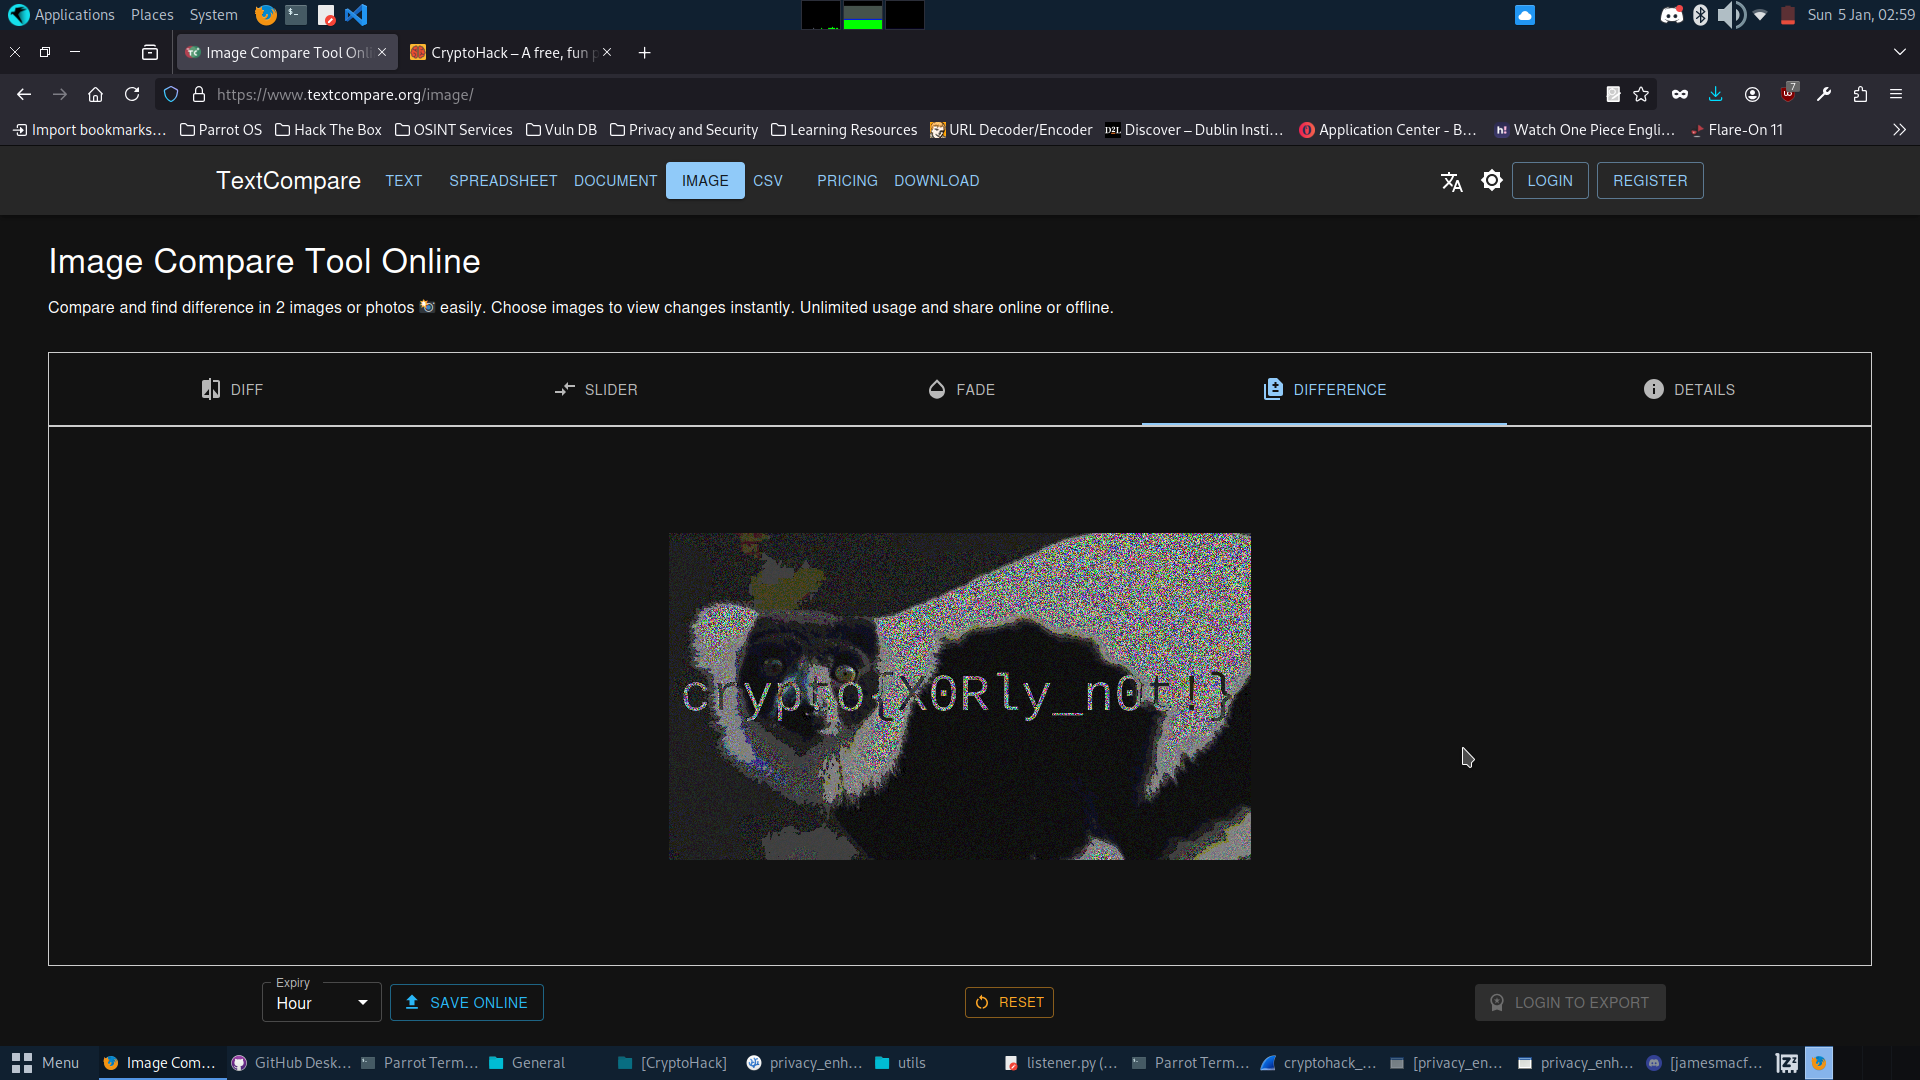 Applications Places System Sun 5 Jan, 02:59
Image Compare Tool Onli CryptoHack – A free, fun p
https://www.textcompare.org/image/ 7
Import bookmarks... Parrot OS Hack The Box OSINT Services Vuln DB Privacy and Security Learning Resources URL Decoder/Encoder D2L Discover – Dublin Insti... Application Center - B... h! Watch One Piece Engli... Flare-On 11
TextCompare TEXT SPREADSHEET DOCUMENT IMAGE CSV PRICING DOWNLOAD LOGIN REGISTER
Image Compare Tool Online
Compare and find difference in 2 images or photos 📸 easily. Choose images to view changes instantly. Unlimited usage and share online or offline.
DIFF SLIDER FADE DIFFERENCE DETAILS
crypto{X0Rly_n0t!}
Expiry
Hour SAVE ONLINE RESET LOGIN TO EXPORT
Menu Image Com... GitHub Desk... Parrot Term... General [CryptoHack] privacy_enh... utils listener.py (... Parrot Term... cryptohack_... [privacy_en... privacy_enh... [jamesmacf...